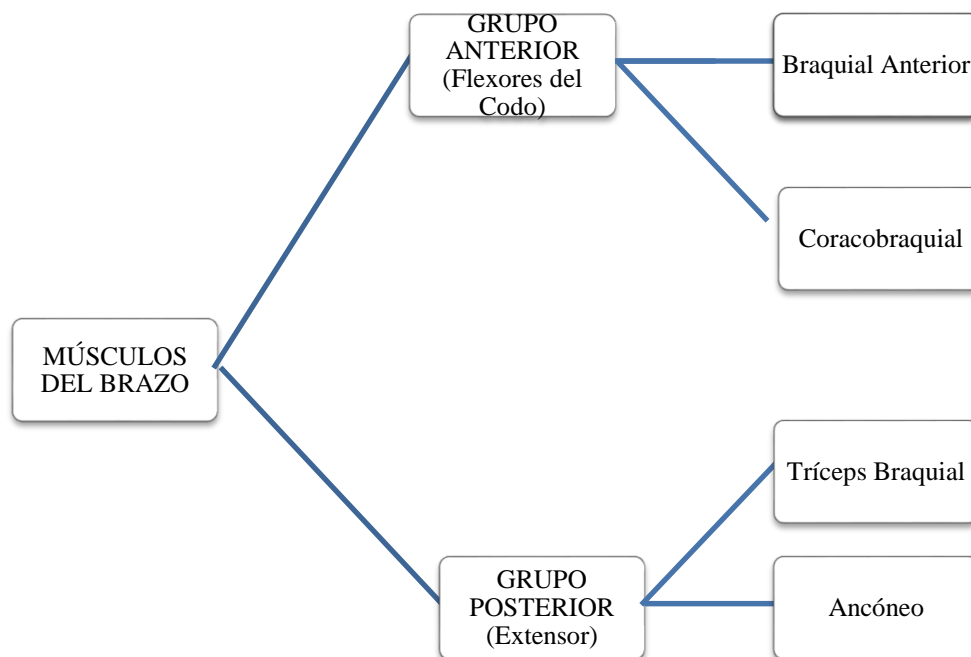 GRUPO
ANTERIOR
(Flexores del
Codo)
Braquial Anterior
Coracobraquial
MÚSCULOS
DEL BRAZO
Tríceps Braquial
GRUPO
POSTERIOR
(Extensor)
Ancóneo